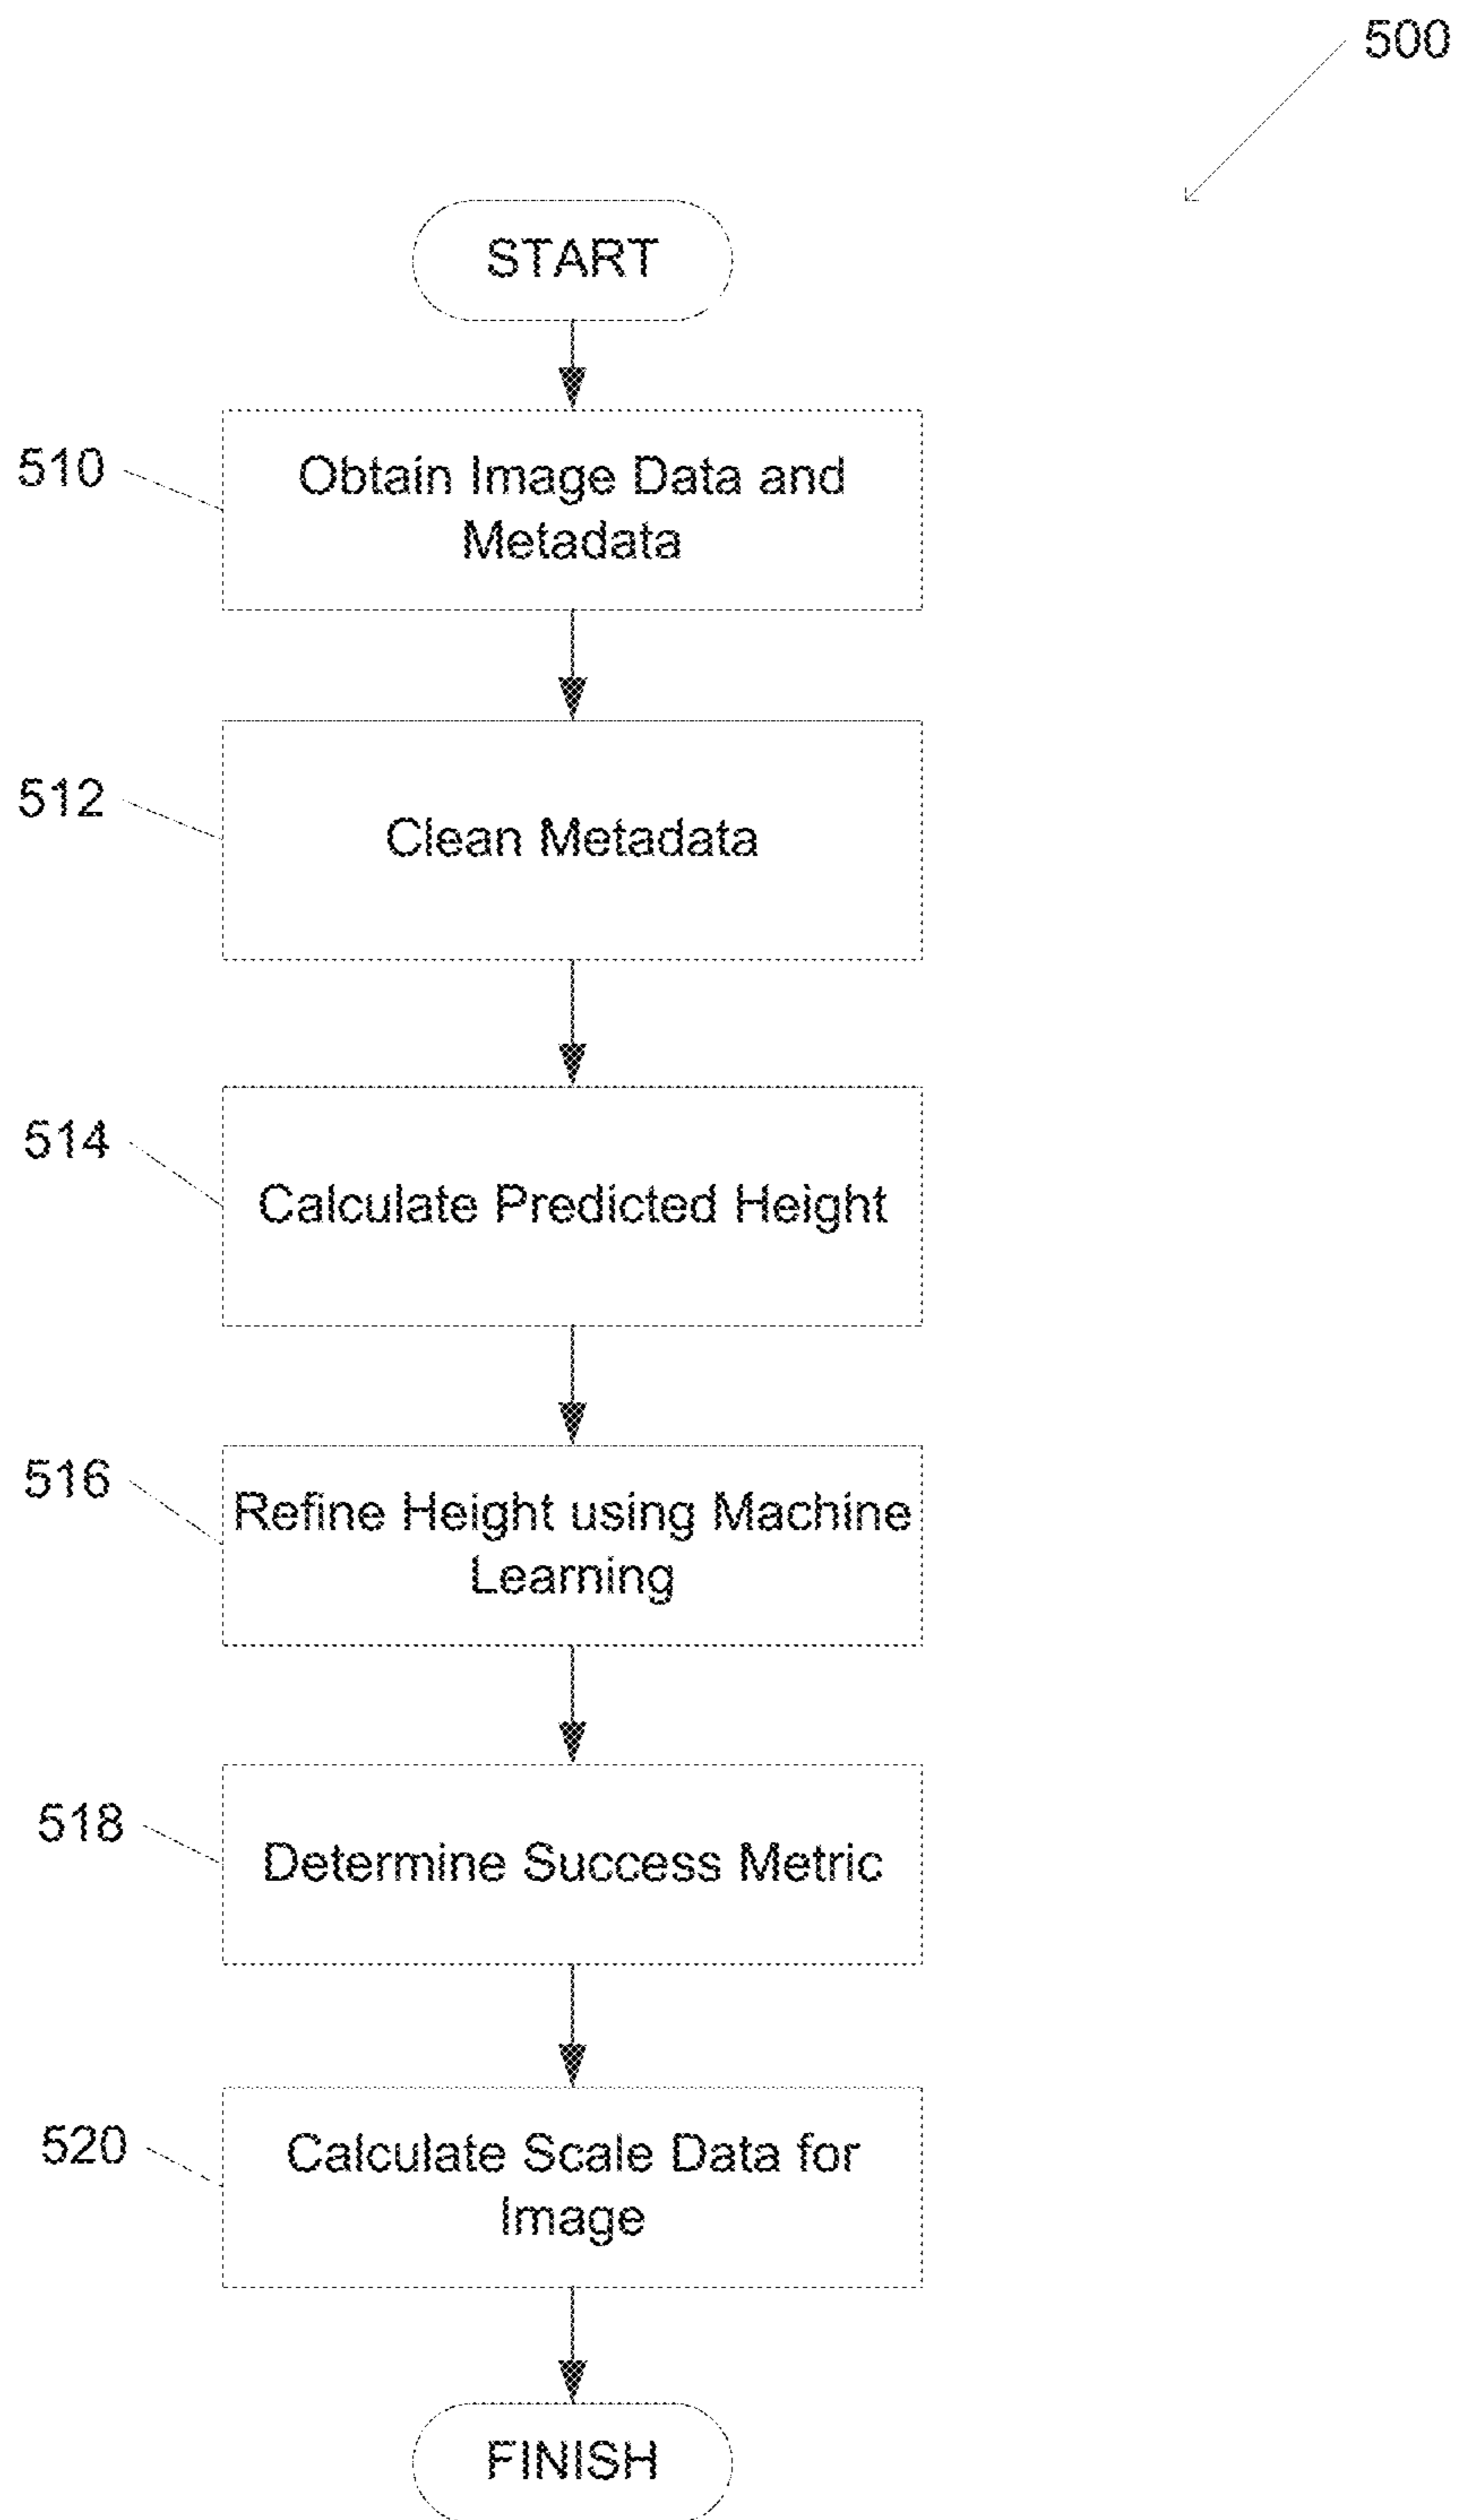 500
START
510
Obtain Image Data and
Metadata
512
Clean Metadata
514
Calculate Predicted Height
516
Refine Height using Machine
Learning
518
Determine Success Metric
520
Calculate Scale Data for
Image
FINISH